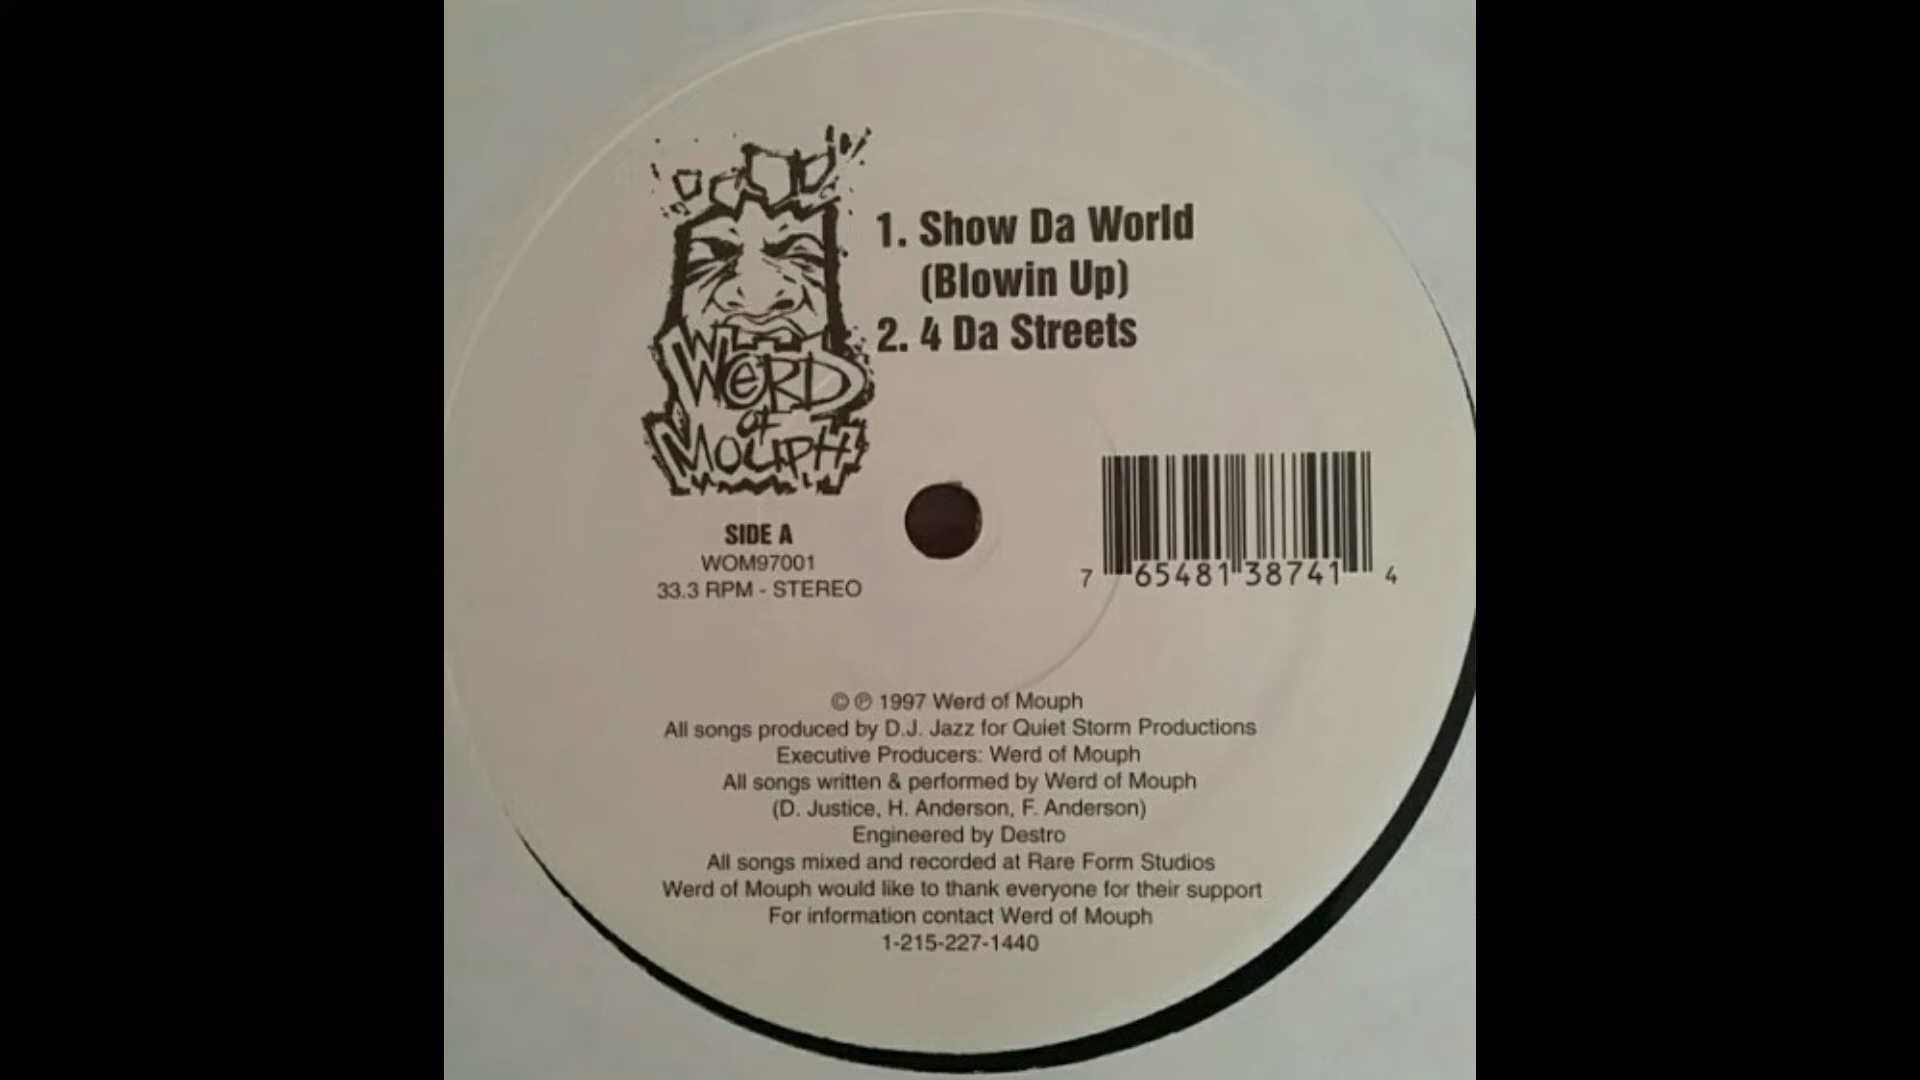 1. Show Da World
(Blowin Up)
2. 4 Da Streets
WeRD
of
MOUPH
SIDE A
WOM97001
33.3 RPM - STEREO
7 65481 38741 4
© ℗ 1997 Werd of Mouph
All songs produced by D.J. Jazz for Quiet Storm Productions
Executive Producers: Werd of Mouph
All songs written & performed by Werd of Mouph
(D. Justice, H. Anderson, F. Anderson)
Engineered by Destro
All songs mixed and recorded at Rare Form Studios
Werd of Mouph would like to thank everyone for their support
For information contact Werd of Mouph
1-215-227-1440